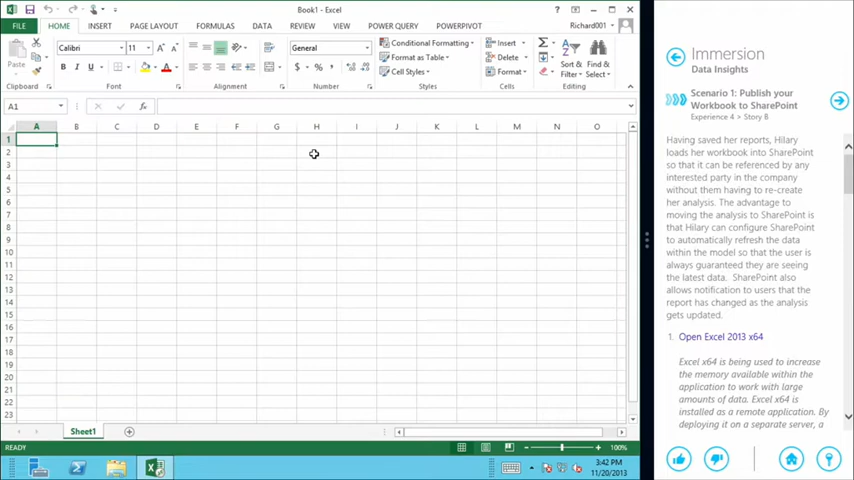 Book1 - Excel
FILE HOME INSERT PAGE LAYOUT FORMULAS DATA REVIEW VIEW POWER QUERY POWERPIVOT Richard001
Calibri 11 General Conditional Formatting Insert
Paste B I U $ % Format as Table Delete Sort & Find &
Cell Styles Format Filter Select
Clipboard Font Alignment Number Styles Cells Editing
A1 fx
A B C D E F G H I J K L M N O
1
2
3
4
5
6
7
8
9
10
11
12
13
14
15
16
17
18
19
20
21
22
23
Sheet1
READY 100%
3:42 PM
11/20/2013
Immersion
Data Insights
Scenario 1: Publish your
Workbook to SharePoint
Experience 4 > Story B
Having saved her reports, Hilary
loads her workbook into SharePoint
so that it can be referenced by any
interested party in the company
without them having to re-create
her analysis. The advantage to
moving the analysis to SharePoint is
that Hilary can configure SharePoint
to automatically refresh the data
within the model so that the user is
always guaranteed they are seeing
the latest data. SharePoint also
allows notification to users that the
report has changed as the analysis
gets updated.
1. Open Excel 2013 x64
Excel x64 is being used to increase
the memory available within the
application to work with large
amounts of data. Excel x64 is
installed as a remote application. By
deploying it on a separate server, a